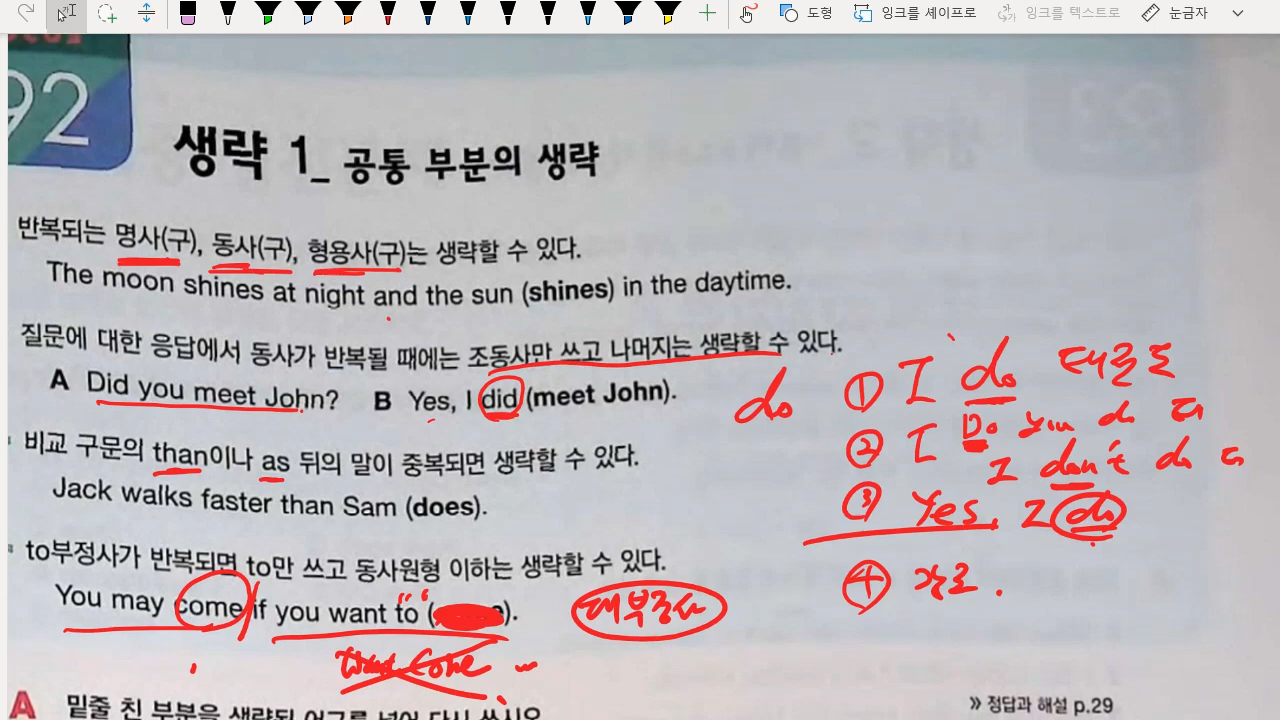 도형 잉크를 셰이프로 잉크를 텍스트로 눈금자
92
생략 1_ 공통 부분의 생략
반복되는 명사(구), 동사(구), 형용사(구)는 생략할 수 있다.
The moon shines at night and the sun (shines) in the daytime.
질문에 대한 응답에서 동사가 반복될 때에는 조동사만 쓰고 나머지는 생략할 수 있다.
A Did you meet John? B Yes, I did (meet John).
비교 구문의 than이나 as 뒤의 말이 중복되면 생략할 수 있다.
Jack walks faster than Sam (does).
to부정사가 반복되면 to만 쓰고 동사원형 이하는 생략할 수 있다.
You may come if you want to ( ).
do
① I do
② I Do you do
I don't do
③ Yes, I do
④ 강조.
대부정사
A 밑줄 친 부분을 생략된 어구를 넣어 다시 쓰시오
» 정답과 해설 p.29